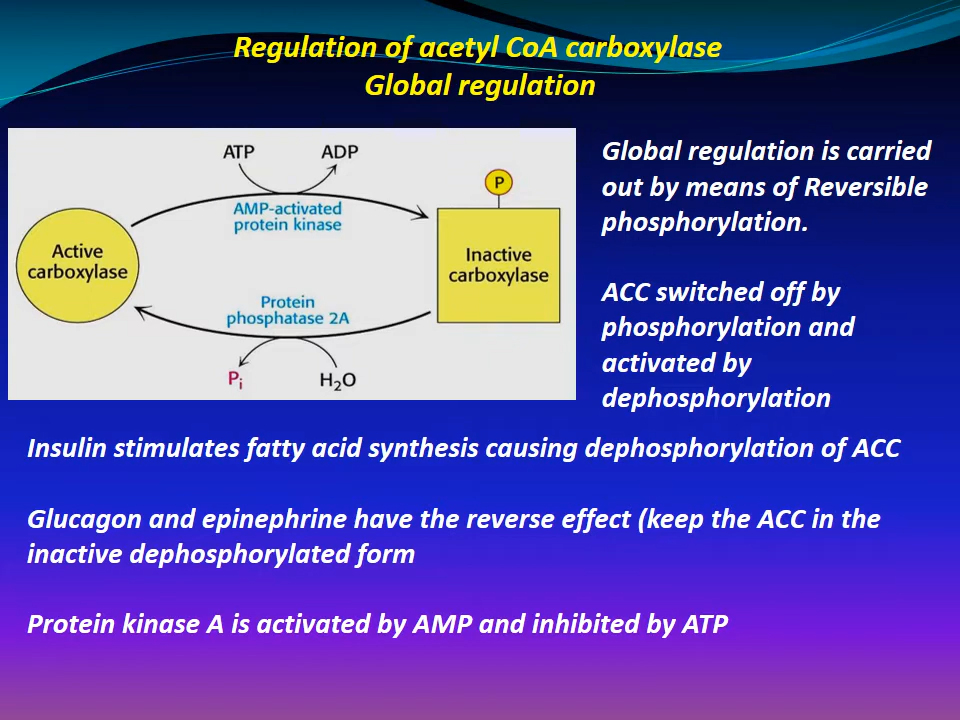 Regulation of acetyl CoA carboxylase
Global regulation
ATP
ADP
P
AMP-activated
protein kinase
Active
carboxylase
Inactive
carboxylase
Protein
phosphatase 2A
Pi
H2O
Global regulation is carried
out by means of Reversible
phosphorylation.
ACC switched off by
phosphorylation and
activated by
dephosphorylation
Insulin stimulates fatty acid synthesis causing dephosphorylation of ACC
Glucagon and epinephrine have the reverse effect (keep the ACC in the
inactive dephosphorylated form
Protein kinase A is activated by AMP and inhibited by ATP